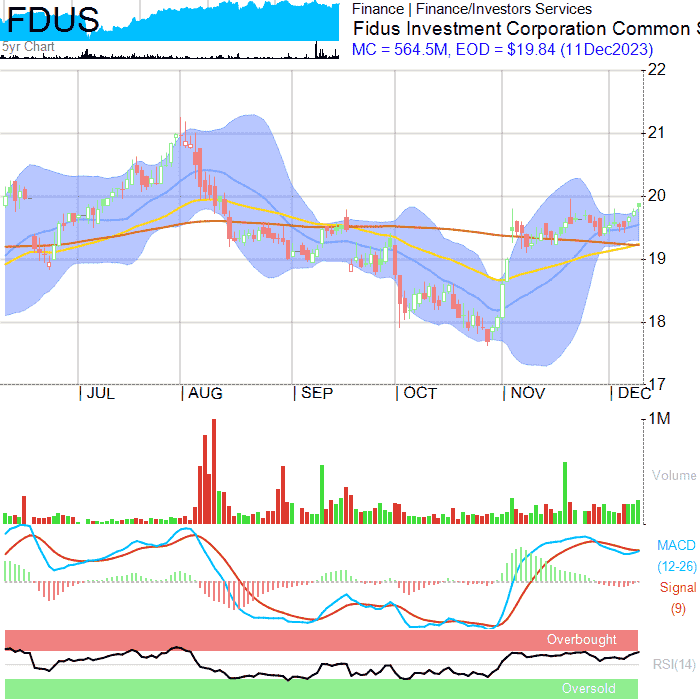 FDUS
5yr Chart
Finance | Finance/Investors Services
Fidus Investment Corporation Common S
MC = 564.5M, EOD = $19.84 (11Dec2023)
22
21
20
19
18
17
| JUL | AUG | SEP | OCT | NOV | DEC
1M
Volume
MACD
(12-26)
Signal
(9)
Overbought
RSI(14)
Oversold